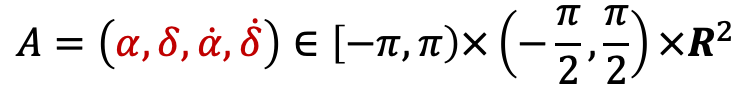 A = (α, δ, α̇, δ̇) ∈ [−π, π)×(−π/2, π/2)×R²